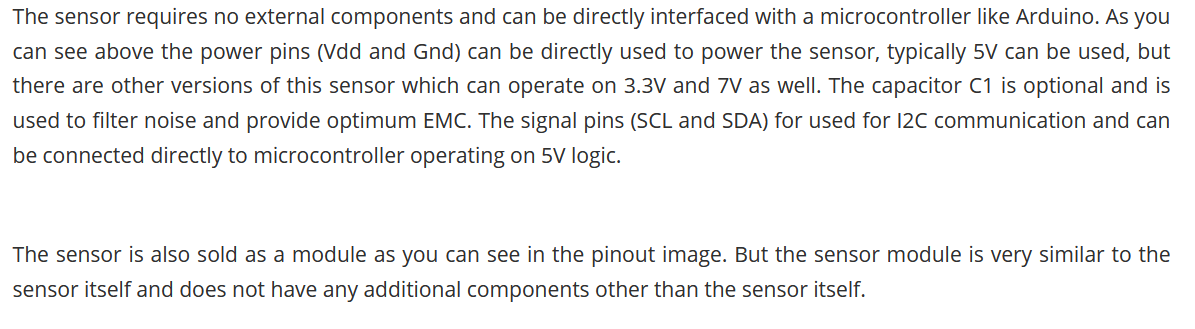 The sensor requires no external components and can be directly interfaced with a microcontroller like Arduino. As you
can see above the power pins (Vdd and Gnd) can be directly used to power the sensor, typically 5V can be used, but
there are other versions of this sensor which can operate on 3.3V and 7V as well. The capacitor C1 is optional and is
used to filter noise and provide optimum EMC. The signal pins (SCL and SDA) for used for I2C communication and can
be connected directly to microcontroller operating on 5V logic.
The sensor is also sold as a module as you can see in the pinout image. But the sensor module is very similar to the
sensor itself and does not have any additional components other than the sensor itself.